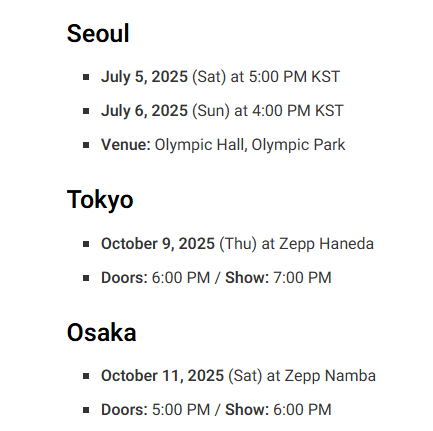 Seoul
July 5, 2025 (Sat) at 5:00 PM KST
July 6, 2025 (Sun) at 4:00 PM KST
Venue: Olympic Hall, Olympic Park
Tokyo
October 9, 2025 (Thu) at Zepp Haneda
Doors: 6:00 PM / Show: 7:00 PM
Osaka
October 11, 2025 (Sat) at Zepp Namba
Doors: 5:00 PM / Show: 6:00 PM